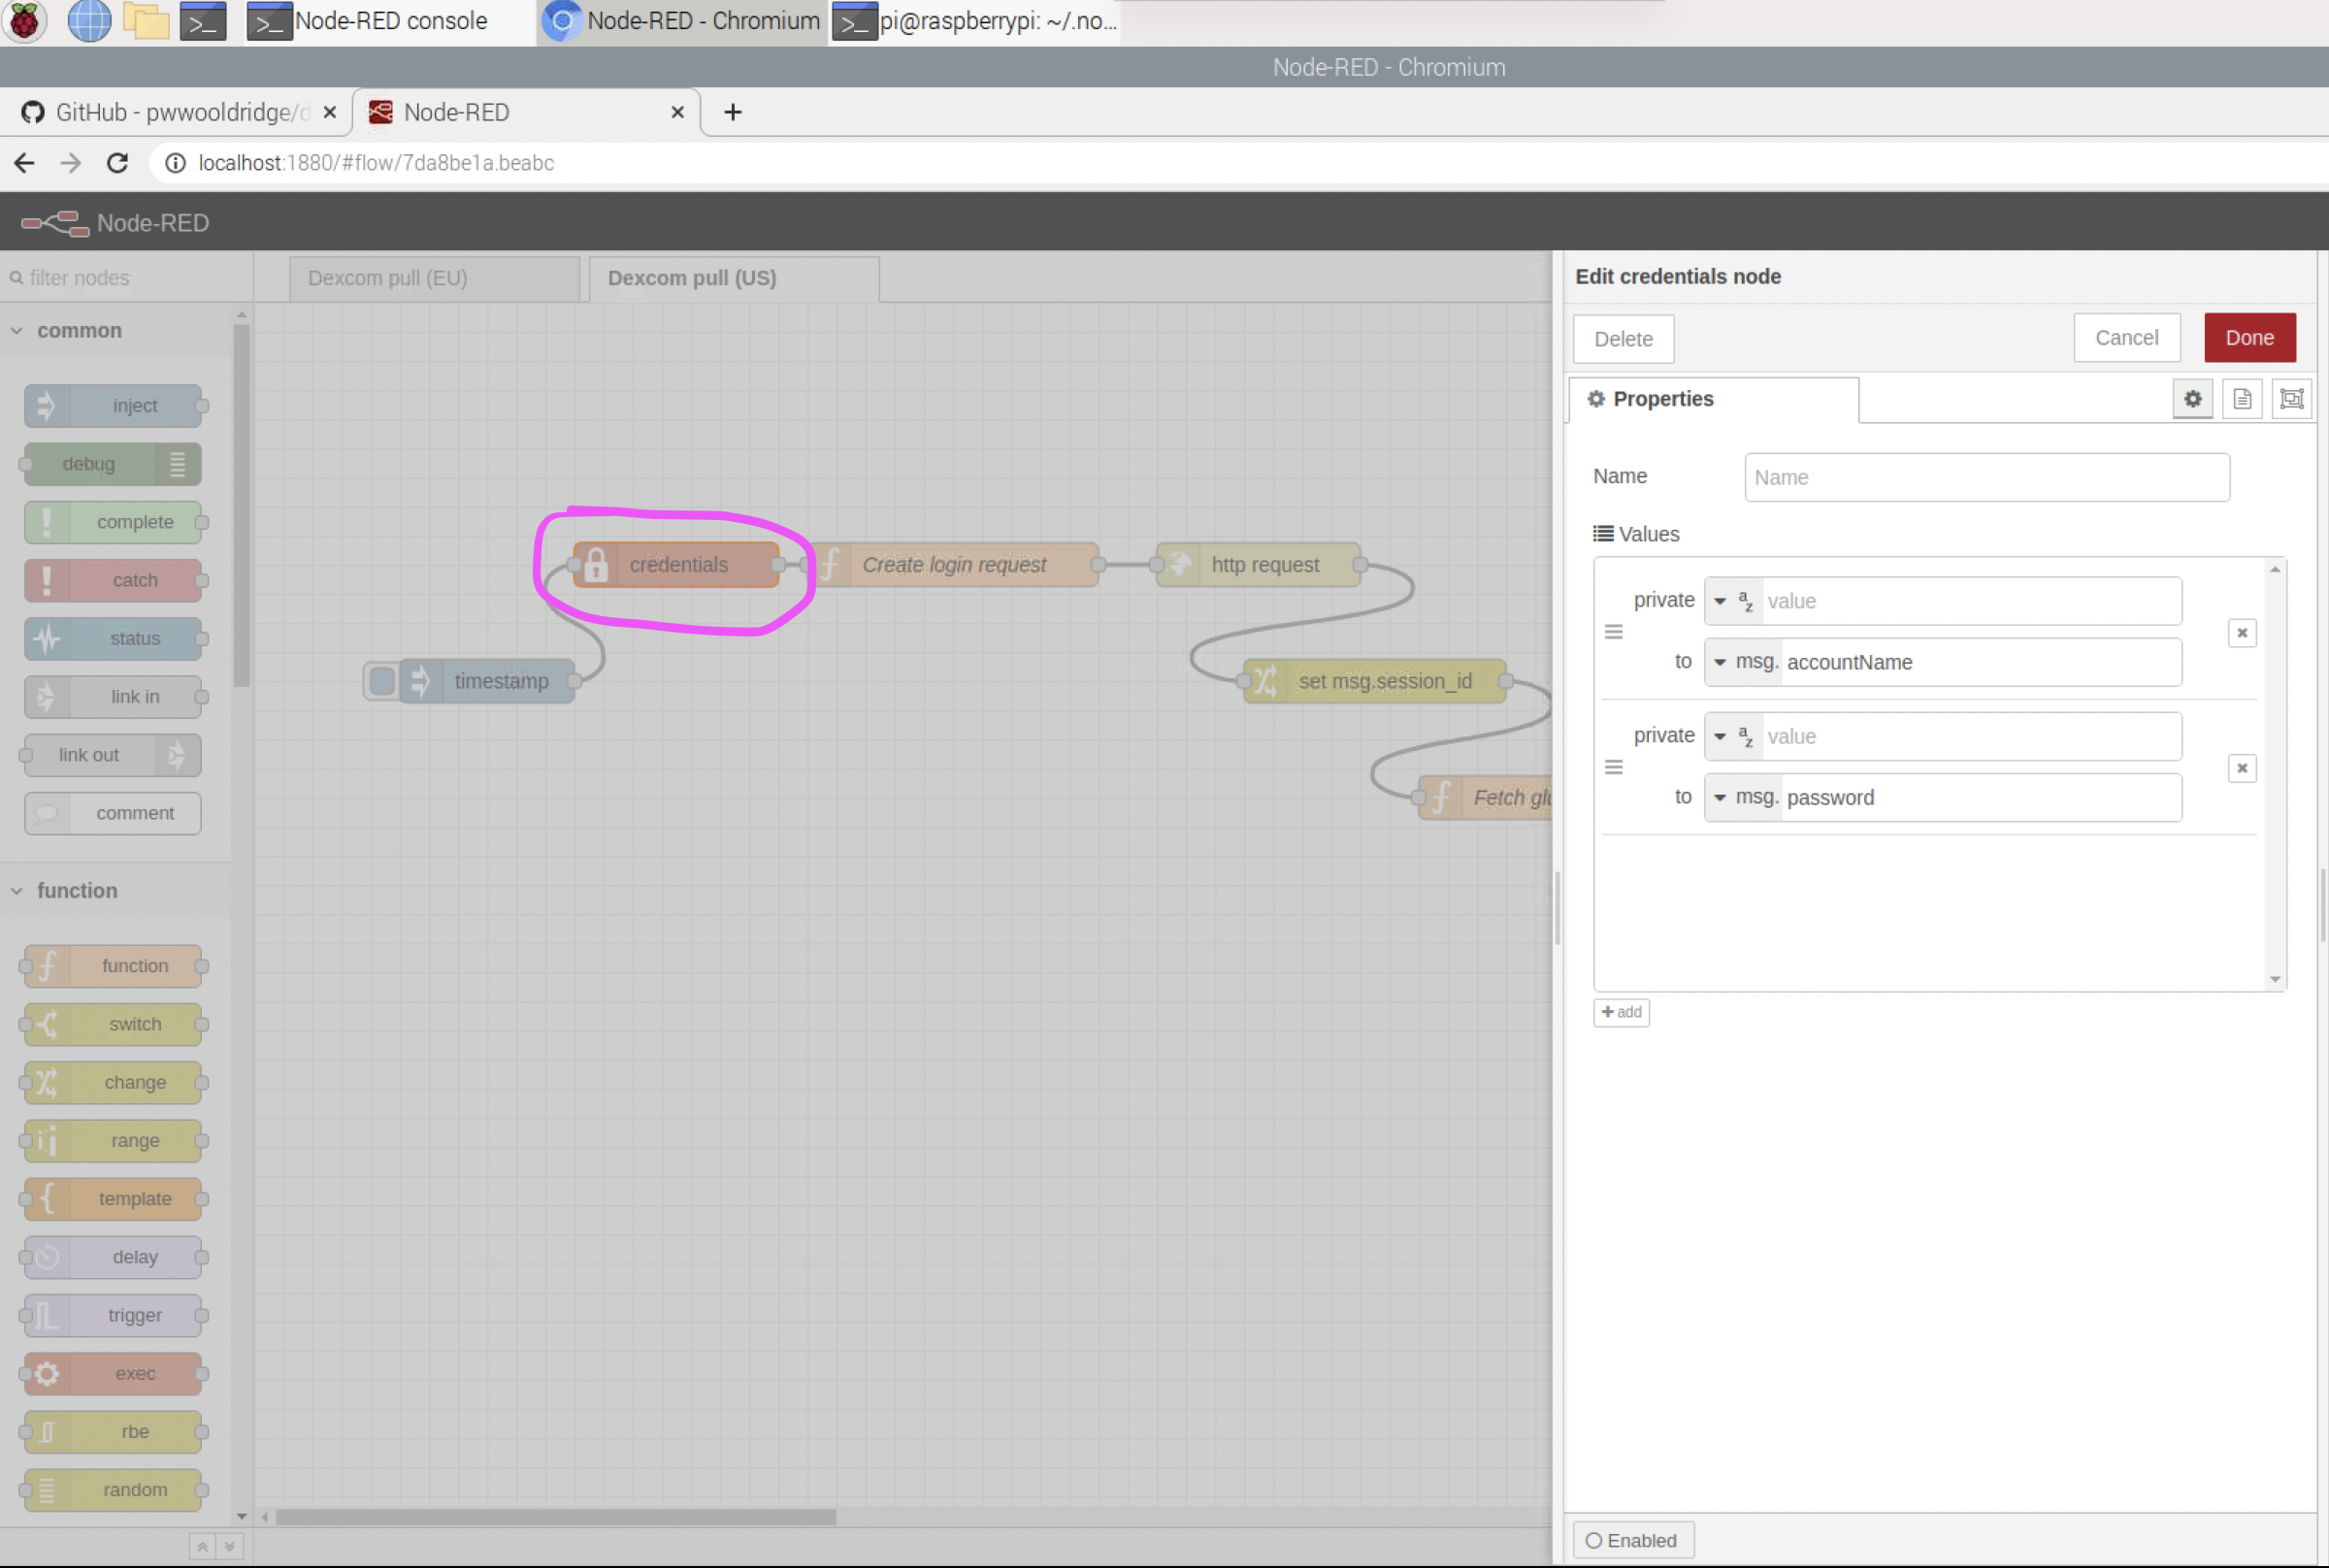 Node-RED console
Node-RED - Chromium
pi@raspberrypi: ~/.no...
Node-RED - Chromium
GitHub - pwwooldridge/d
Node-RED
localhost:1880/#flow/7da8be1a.beabc
Node-RED
filter nodes
Dexcom pull (EU)
Dexcom pull (US)
common
inject
debug
complete
catch
status
link in
link out
comment
function
function
switch
change
range
template
delay
trigger
exec
rbe
random
credentials
Create login request
http request
timestamp
set msg.session_id
Fetch glu
Edit credentials node
Delete
Cancel
Done
Properties
Name
Name
Values
private
value
to
msg. accountName
private
value
to
msg. password
add
Enabled